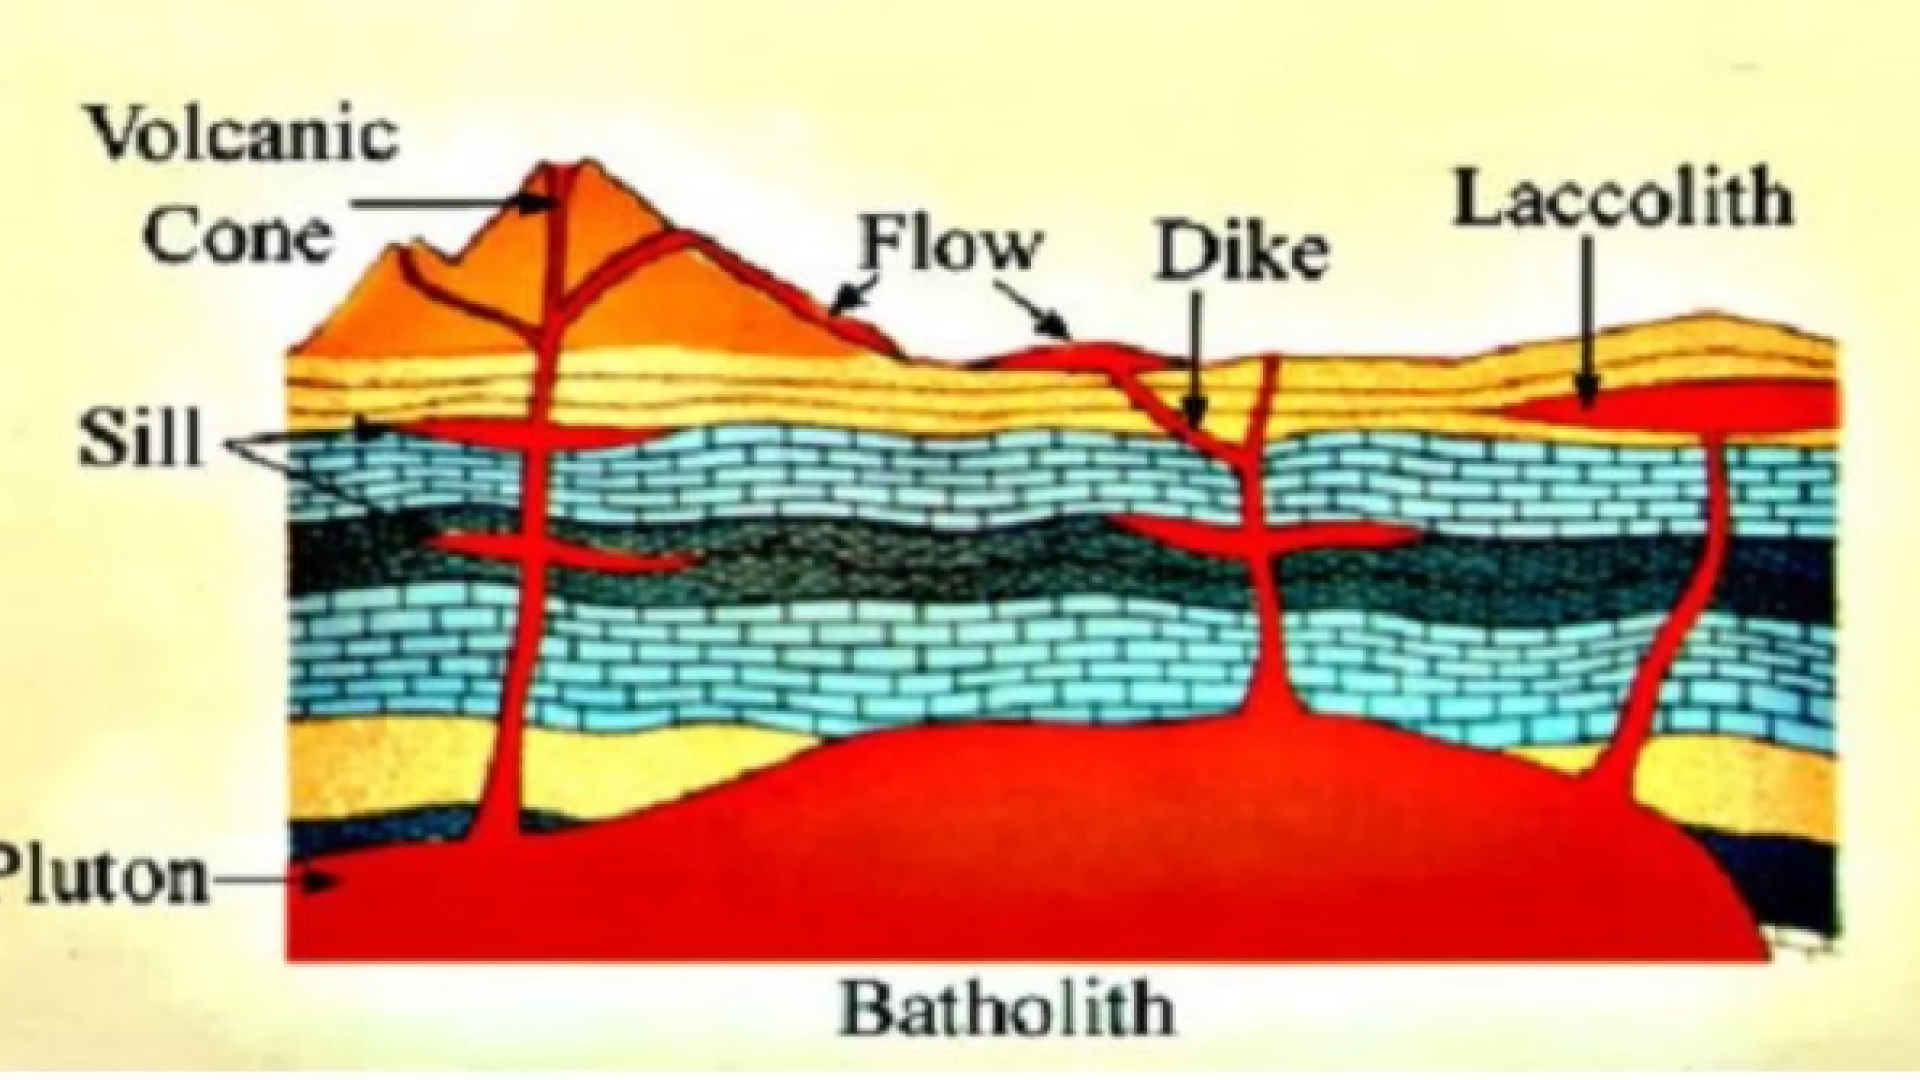 Volcanic
Cone
Flow
Dike
Laccolith
Sill
Pluton
Batholith